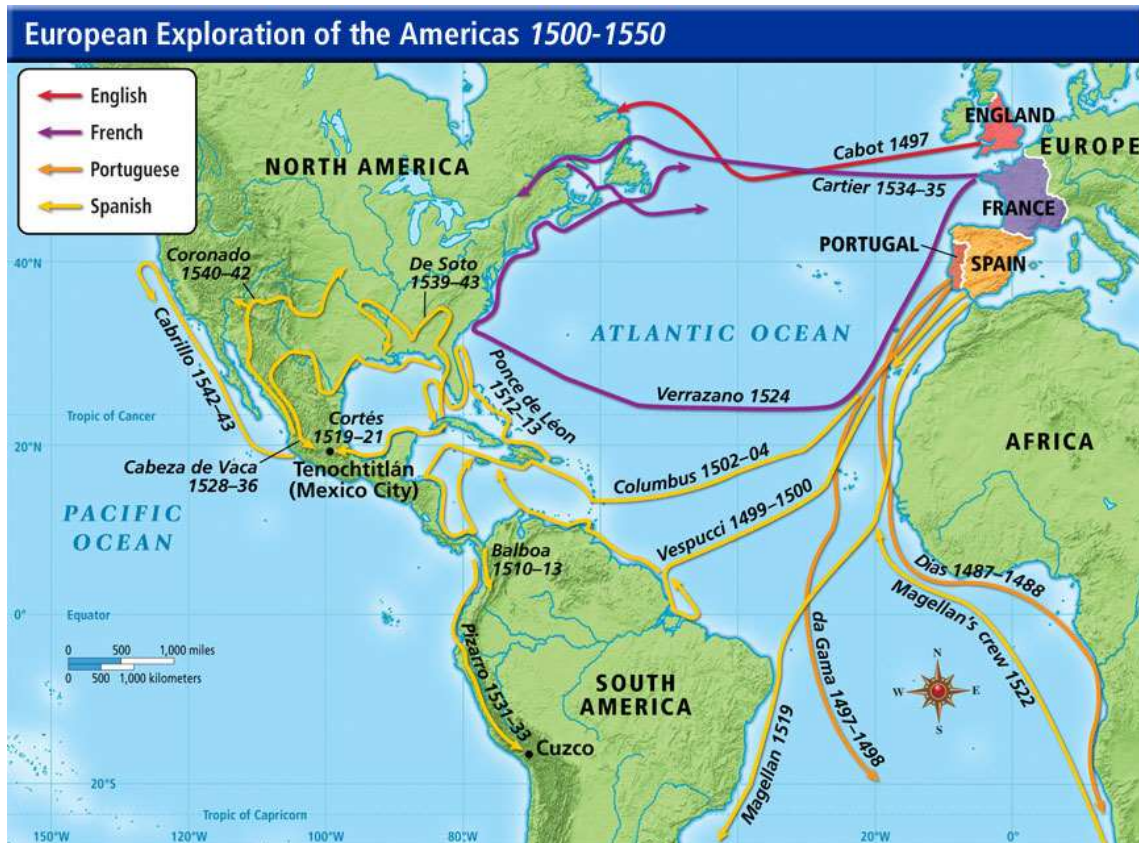 European Exploration of the Americas 1500-1550
English
French
Portuguese
Spanish
NORTH AMERICA
ENGLAND
EUROPE
Cabot 1497
Cartier 1534–35
FRANCE
PORTUGAL
SPAIN
40°N
Coronado
1540–42
De Soto
1539–43
Cabrillo 1542–43
ATLANTIC OCEAN
Ponce de Léon
1512–13
Verrazano 1524
Tropic of Cancer
Cortés
1519–21
AFRICA
20°N
Cabeza de Vaca
1528–36
Tenochtitlán
(Mexico City)
Columbus 1502–04
PACIFIC
OCEAN
Vespucci 1499–1500
Balboa
1510–13
Dias 1487–1488
Magellan's crew 1522
0°
Equator
0 500 1,000 miles
0 500 1,000 kilometers
Pizarro 1531–33
da Gama 1497–1498
N
W E
S
SOUTH
AMERICA
Magellan 1519
Cuzco
20°S
Tropic of Capricorn
150°W
120°W
100°W
80°W
20°W
0°